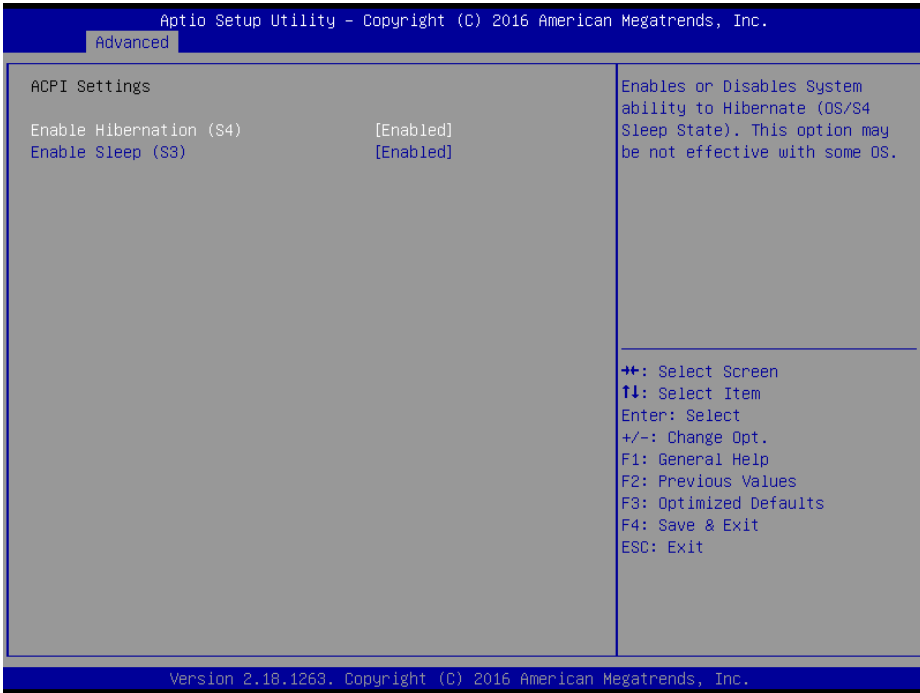 Aptio Setup Utility – Copyright (C) 2016 American Megatrends, Inc.
Advanced
ACPI Settings
Enable Hibernation (S4) [Enabled]
Enable Sleep (S3) [Enabled]
Enables or Disables System
ability to Hibernate (OS/S4
Sleep State). This option may
be not effective with some OS.
→←: Select Screen
↑↓: Select Item
Enter: Select
+/-: Change Opt.
F1: General Help
F2: Previous Values
F3: Optimized Defaults
F4: Save & Exit
ESC: Exit
Version 2.18.1263. Copyright (C) 2016 American Megatrends, Inc.